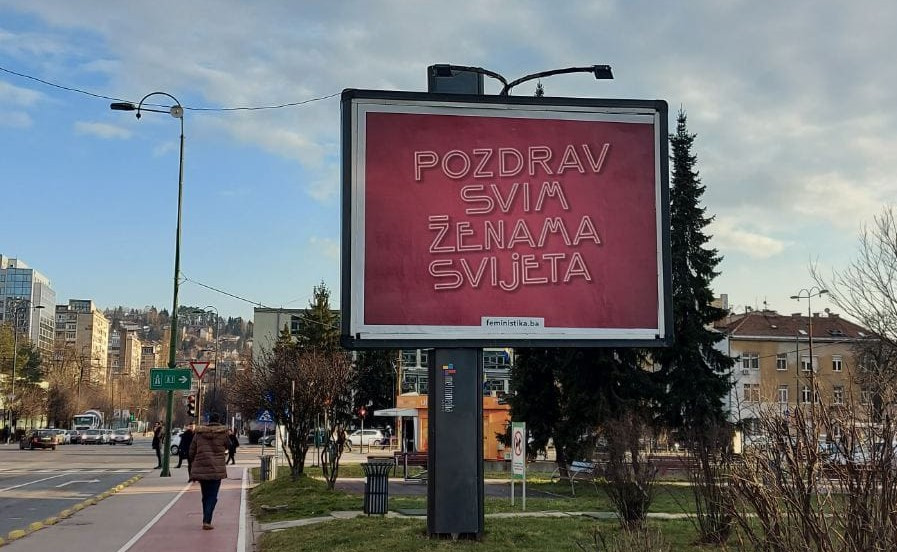 POZDRAV
SVIM
ŽENAMA
SVIjETA
feministika.ba